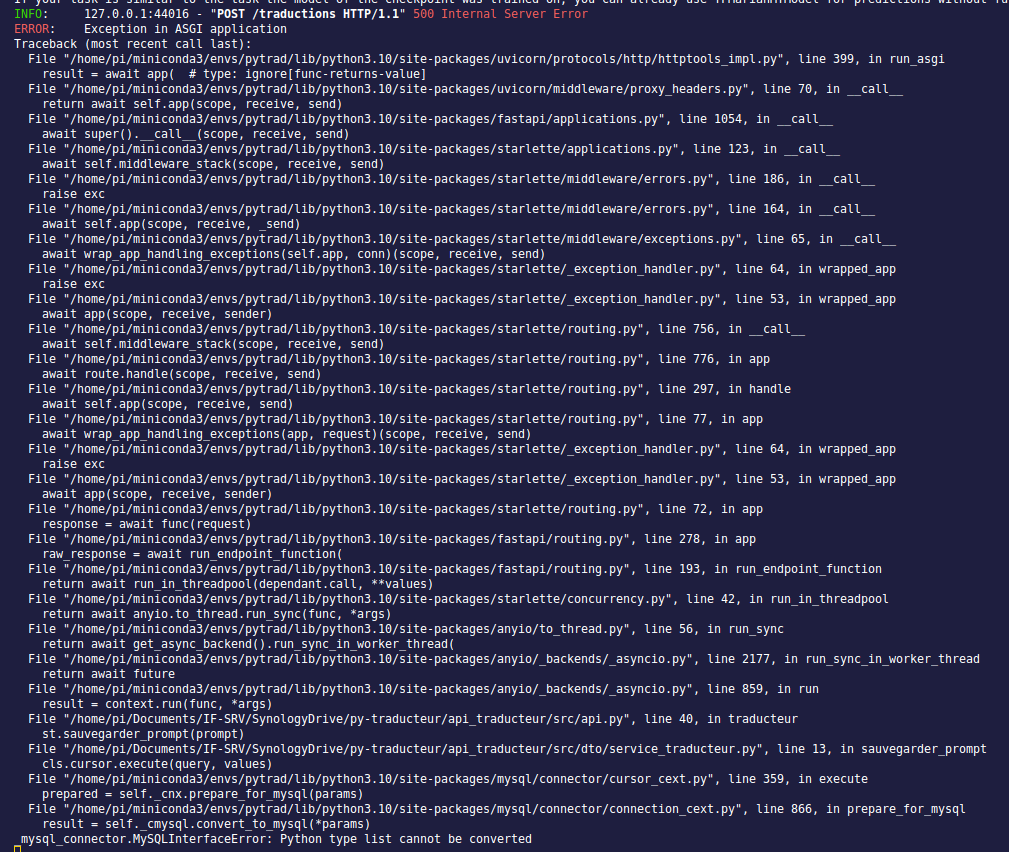 INFO:     127.0.0.1:44016 - "POST /traductions HTTP/1.1" 500 Internal Server Error
ERROR:    Exception in ASGI application
Traceback (most recent call last):
  File "/home/pi/miniconda3/envs/pytrad/lib/python3.10/site-packages/uvicorn/protocols/http/httptools_impl.py", line 399, in run_asgi
    result = await app(  # type: ignore[func-returns-value]
  File "/home/pi/miniconda3/envs/pytrad/lib/python3.10/site-packages/uvicorn/middleware/proxy_headers.py", line 70, in __call__
    return await self.app(scope, receive, send)
  File "/home/pi/miniconda3/envs/pytrad/lib/python3.10/site-packages/fastapi/applications.py", line 1054, in __call__
    await super().__call__(scope, receive, send)
  File "/home/pi/miniconda3/envs/pytrad/lib/python3.10/site-packages/starlette/applications.py", line 123, in __call__
    await self.middleware_stack(scope, receive, send)
  File "/home/pi/miniconda3/envs/pytrad/lib/python3.10/site-packages/starlette/middleware/errors.py", line 186, in __call__
    raise exc
  File "/home/pi/miniconda3/envs/pytrad/lib/python3.10/site-packages/starlette/middleware/errors.py", line 164, in __call__
    await self.app(scope, receive, _send)
  File "/home/pi/miniconda3/envs/pytrad/lib/python3.10/site-packages/starlette/middleware/exceptions.py", line 65, in __call__
    await wrap_app_handling_exceptions(self.app, conn)(scope, receive, send)
  File "/home/pi/miniconda3/envs/pytrad/lib/python3.10/site-packages/starlette/_exception_handler.py", line 64, in wrapped_app
    raise exc
  File "/home/pi/miniconda3/envs/pytrad/lib/python3.10/site-packages/starlette/_exception_handler.py", line 53, in wrapped_app
    await app(scope, receive, sender)
  File "/home/pi/miniconda3/envs/pytrad/lib/python3.10/site-packages/starlette/routing.py", line 756, in __call__
    await self.middleware_stack(scope, receive, send)
  File "/home/pi/miniconda3/envs/pytrad/lib/python3.10/site-packages/starlette/routing.py", line 776, in app
    await route.handle(scope, receive, send)
  File "/home/pi/miniconda3/envs/pytrad/lib/python3.10/site-packages/starlette/routing.py", line 297, in handle
    await self.app(scope, receive, send)
  File "/home/pi/miniconda3/envs/pytrad/lib/python3.10/site-packages/starlette/routing.py", line 77, in app
    await wrap_app_handling_exceptions(app, request)(scope, receive, send)
  File "/home/pi/miniconda3/envs/pytrad/lib/python3.10/site-packages/starlette/_exception_handler.py", line 64, in wrapped_app
    raise exc
  File "/home/pi/miniconda3/envs/pytrad/lib/python3.10/site-packages/starlette/_exception_handler.py", line 53, in wrapped_app
    await app(scope, receive, sender)
  File "/home/pi/miniconda3/envs/pytrad/lib/python3.10/site-packages/starlette/routing.py", line 72, in app
    response = await func(request)
  File "/home/pi/miniconda3/envs/pytrad/lib/python3.10/site-packages/fastapi/routing.py", line 278, in app
    raw_response = await run_endpoint_function(
  File "/home/pi/miniconda3/envs/pytrad/lib/python3.10/site-packages/fastapi/routing.py", line 193, in run_endpoint_function
    return await run_in_threadpool(dependant.call, **values)
  File "/home/pi/miniconda3/envs/pytrad/lib/python3.10/site-packages/starlette/concurrency.py", line 42, in run_in_threadpool
    return await anyio.to_thread.run_sync(func, *args)
  File "/home/pi/miniconda3/envs/pytrad/lib/python3.10/site-packages/anyio/to_thread.py", line 56, in run_sync
    return await get_async_backend().run_sync_in_worker_thread(
  File "/home/pi/miniconda3/envs/pytrad/lib/python3.10/site-packages/anyio/_backends/_asyncio.py", line 2177, in run_sync_in_worker_thread
    return await future
  File "/home/pi/miniconda3/envs/pytrad/lib/python3.10/site-packages/anyio/_backends/_asyncio.py", line 859, in run
    result = context.run(func, *args)
  File "/home/pi/Documents/IF-SRV/SynologyDrive/py-traducteur/api_traducteur/src/api.py", line 40, in traducteur
    st.sauvegarder_prompt(prompt)
  File "/home/pi/Documents/IF-SRV/SynologyDrive/py-traducteur/api_traducteur/src/dto/service_traducteur.py", line 13, in sauvegarder_prompt
    cls.cursor.execute(query, values)
  File "/home/pi/miniconda3/envs/pytrad/lib/python3.10/site-packages/mysql/connector/cursor_cext.py", line 359, in execute
    prepared = self._cnx.prepare_for_mysql(params)
  File "/home/pi/miniconda3/envs/pytrad/lib/python3.10/site-packages/mysql/connector/connection_cext.py", line 866, in prepare_for_mysql
    result = self._cmysql.convert_to_mysql(*params)
_mysql_connector.MySQLInterfaceError: Python type list cannot be converted